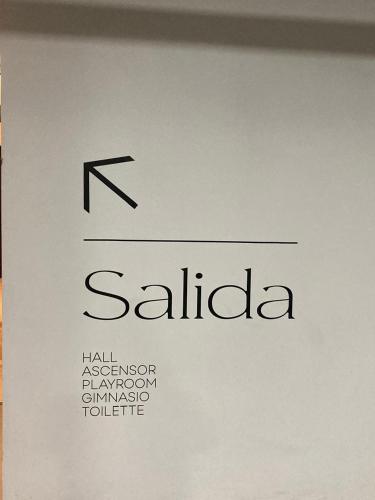 Salida
HALL
ASCENSOR
PLAYROOM
GIMNASIO
TOILETTE